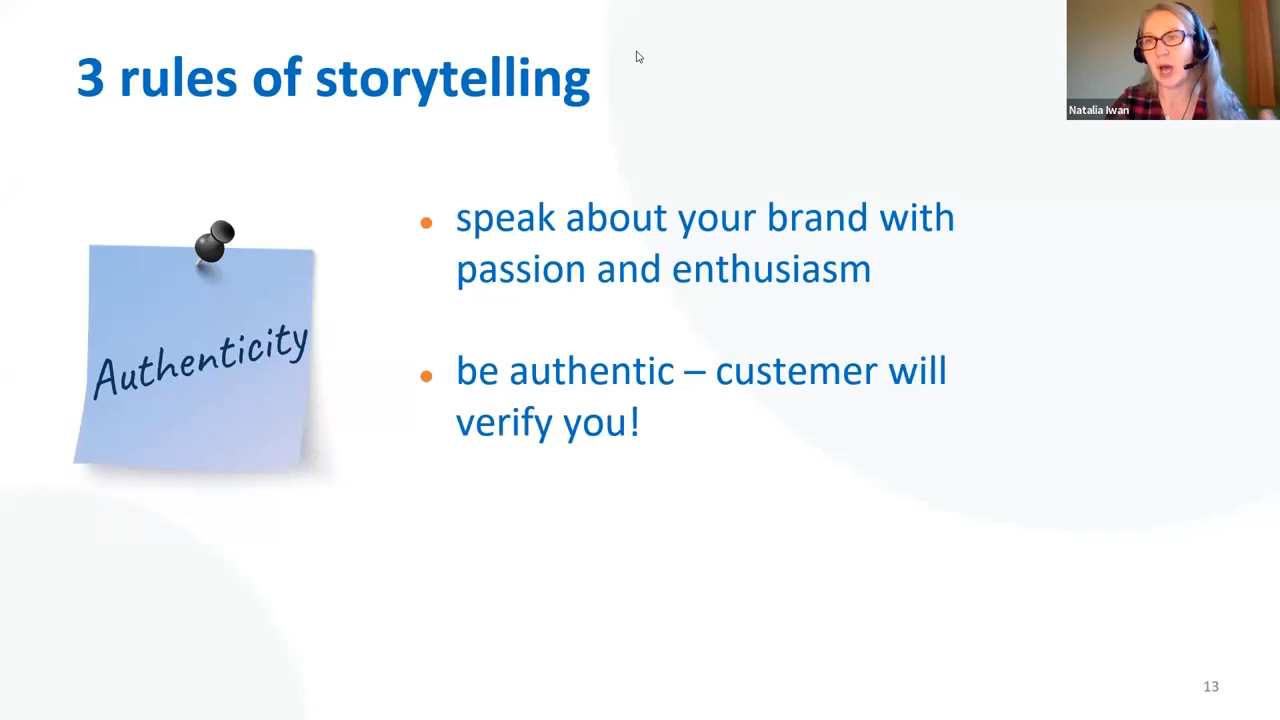 3 rules of storytelling
Natalia Iwan
Authenticity
speak about your brand with
passion and enthusiasm
be authentic – custemer will
verify you!
13